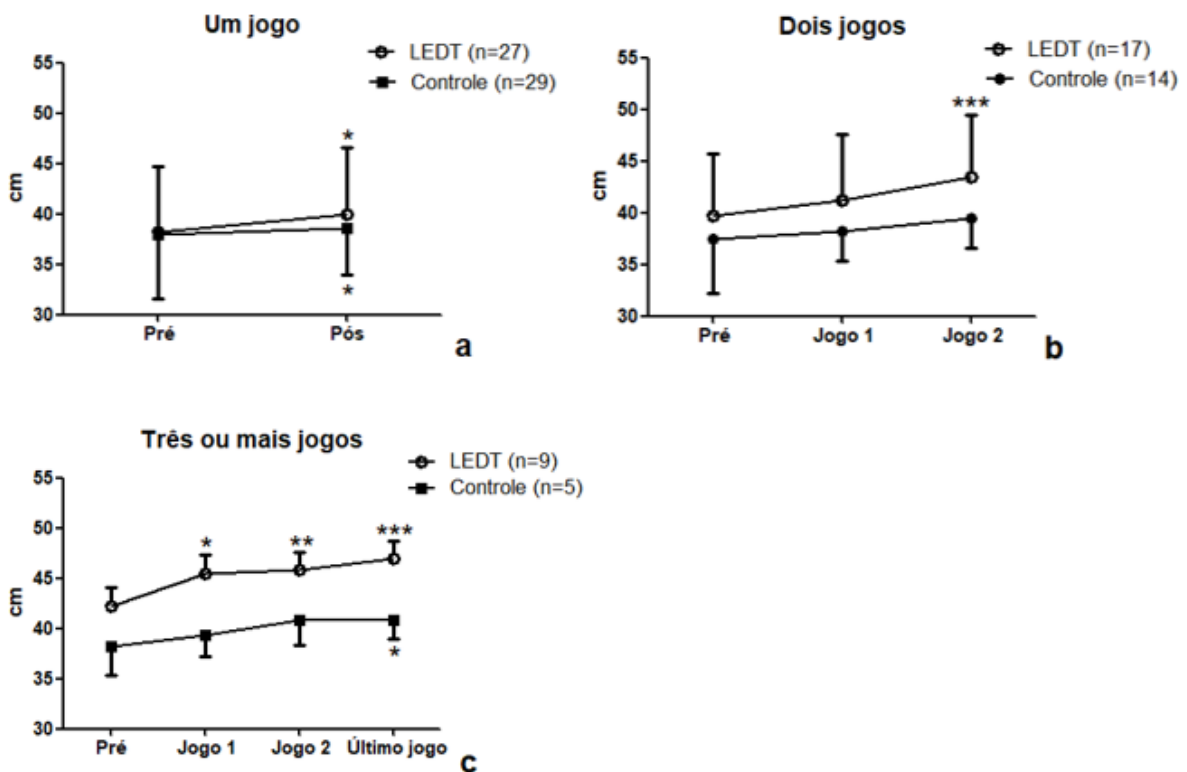 Um jogo
LEDT (n=27)
Controle (n=29)
55
50
45
40
35
30
cm
*
*
Pré
Pós
a
Dois jogos
LEDT (n=17)
Controle (n=14)
55
50
45
40
35
30
cm
***
Pré
Jogo 1
Jogo 2
b
Três ou mais jogos
LEDT (n=9)
Controle (n=5)
55
50
45
40
35
30
cm
*
**
***
*
Pré
Jogo 1
Jogo 2
Último jogo
c